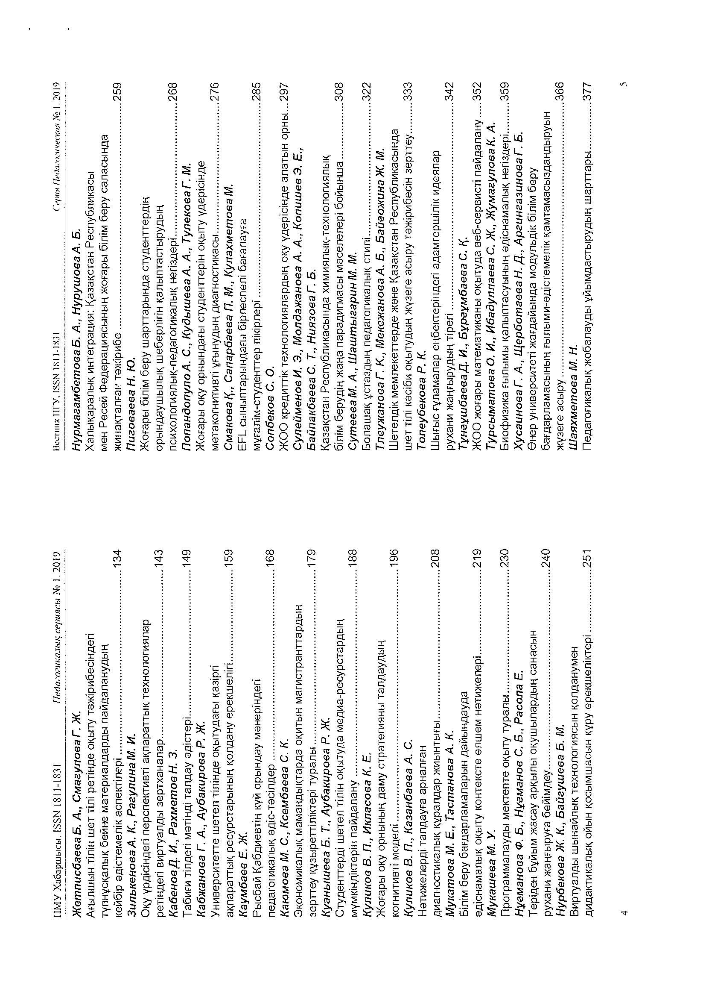 ПМУ Хабаршысы, ISSN 1811-1831 Педагогикалық сериясы № 1. 2019
Жетписбаева Б. А., Смагулова Г. Ж.
Ағылшын тілін шет тілі ретінде оқыту тәжірибесіндегі
түпнұсқалық бейне материалдарды пайдаланудың
кейбір әдістемелік аспектілері ........ 134
Зилькенова А. К., Рагулина М. И.
Оқу үрдісіндегі перспективті ақпараттық технологиялар
ретіндегі виртуалды зертханалар ........ 143
Кабенов Д. И., Рахметов Н. З.
Табиғи тілдегі мәтінді талдау әдістері ........ 149
Кабжанова Г. А., Аубакирова Р. Ж.
Университетте шетел тілінде оқытудағы қазіргі
ақпараттық ресурстарының қолдану ерекшелігі ........ 159
Каумбаев Е. Ж.
Рысбай Қабдиевтің күй орындау мәнеріндегі
педагогикалық әдіс-тәсілдер ........ 168
Каюмова М. С., Ксембаева С. К.
Экономикалық мамандықтарда оқитын магистранттардың
зерттеу құзыреттіліктері туралы ........ 179
Куанышева Б. Т., Аубакирова Р. Ж.
Студенттерді шетел тілін оқытуда медиа-ресурстардың
мүмкіндіктерін пайдалану ........ 188
Куликов В. П., Икласова К. Е.
Жоғары оқу орнының даму стратегияны талдаудың
когнитивті моделі ........ 196
Куликов В. П., Казанбаева А. С.
Нәтижелерді талдауға арналған
диагностикалық құралдар жиынтығы ........ 208
Мукатова М. Е., Тастанова А. К.
Білім беру бағдарламаларын дайындауда
әдіснамалық оқыту контексте өлшем нәтижелері ........ 219
Мукашева М. У.
Программалауды мектепте оқыту туралы ........ 230
Нұғманова Ф. Б., Нұғманов С. Б., Расола Е.
Теріден бұйым жасау арқылы оқушылардың санасын
рухани жаңғыруға бейімдеу ........ 240
Нурбекова Ж. К., Байгушева Б. М.
Виртуалды шынайлық технологиясын қолданумен
дидактикалық ойын қосымшасын құру ерекшеліктері ........ 251
4
Вестник ПГУ, ISSN 1811-1831 Серия Педагогическая № 1. 2019
Нурмагамбетова Б. А., Нурушова А. Б.
Халықаралық интеграция: Қазақстан Республикасы
мен Ресей Федерациясының жоғары білім беру саласында
жинақталған тәжірибе ........ 259
Пиговаева Н. Ю.
Жоғары білім беру шарттарында студенттердің
орындаушылық шеберлігін қалыптастырудың
психологиялық-педагогикалық негіздері ........ 268
Попандопуло А. С., Кудышева А. А., Тулекова Г. М.
Жоғары оқу орнындағы студенттерін оқыту үдерісінде
метакогнитивті ұғынудың диагностикасы ........ 276
Смакова Қ., Сапарбаева П. М., Кулахметова М.
EFL сыныптарындағы бірлеспелі бағалауға
мұғалім-студенттер пікірлері ........ 285
Сопбеков С. О.
ЖОО кредиттік технологиялардың оқу үдерісінде алатын орны...297
Сулейменов И. Э., Молдажанова А. А., Копишев Э. Е.,
Байпакбаева С. Т., Ниязова Г. Б.
Қазақстан Республикасында химиялық-технологиялық
білім берудің жаңа парадигмасы мәселелері бойынша ........ 308
Сутеева М. А., Шаштыгарин М. М.
Болашақ ұстаздың педагогикалық стилі ........ 322
Тлеужанова Г. К., Мекежанова А. Б., Байгожина Ж. М.
Шетелдік мемлекеттерде және Қазақстан Республикасында
шет тілі кәсіби оқытудың жүзеге асыру тәжірибесін зерттеу ........ 333
Толеубекова Р. К.
Шығыс ғұламалар еңбектеріндегі адамгершілік идеялар
рухани жаңғырудың тірегі ........ 342
Тұнғұшбаева Д. И., Бұрғұмбаева С. Қ.
ЖОО жоғары математиканы оқытуда веб-сервисті пайдалану ....352
Турсыматова О. И., Ибадуллаева С. Ж., Жумагулова К. А.
Биофизика ғылымы қалыптасуының әдіснамалық негіздері ........ 359
Хусаинова Г. А., Щерботаева Н. Д., Аргингазинова Г. Б.
Өнер университеті жағдайында модульдік білім беру
бағдарламасының ғылыми-әдістемелік қамтамасыздандыруын
жүзеге асыру ........ 366
Шаяхметова М. Н.
Педагогикалық жобалауды ұйымдастырудың шарттары ........ 377
5